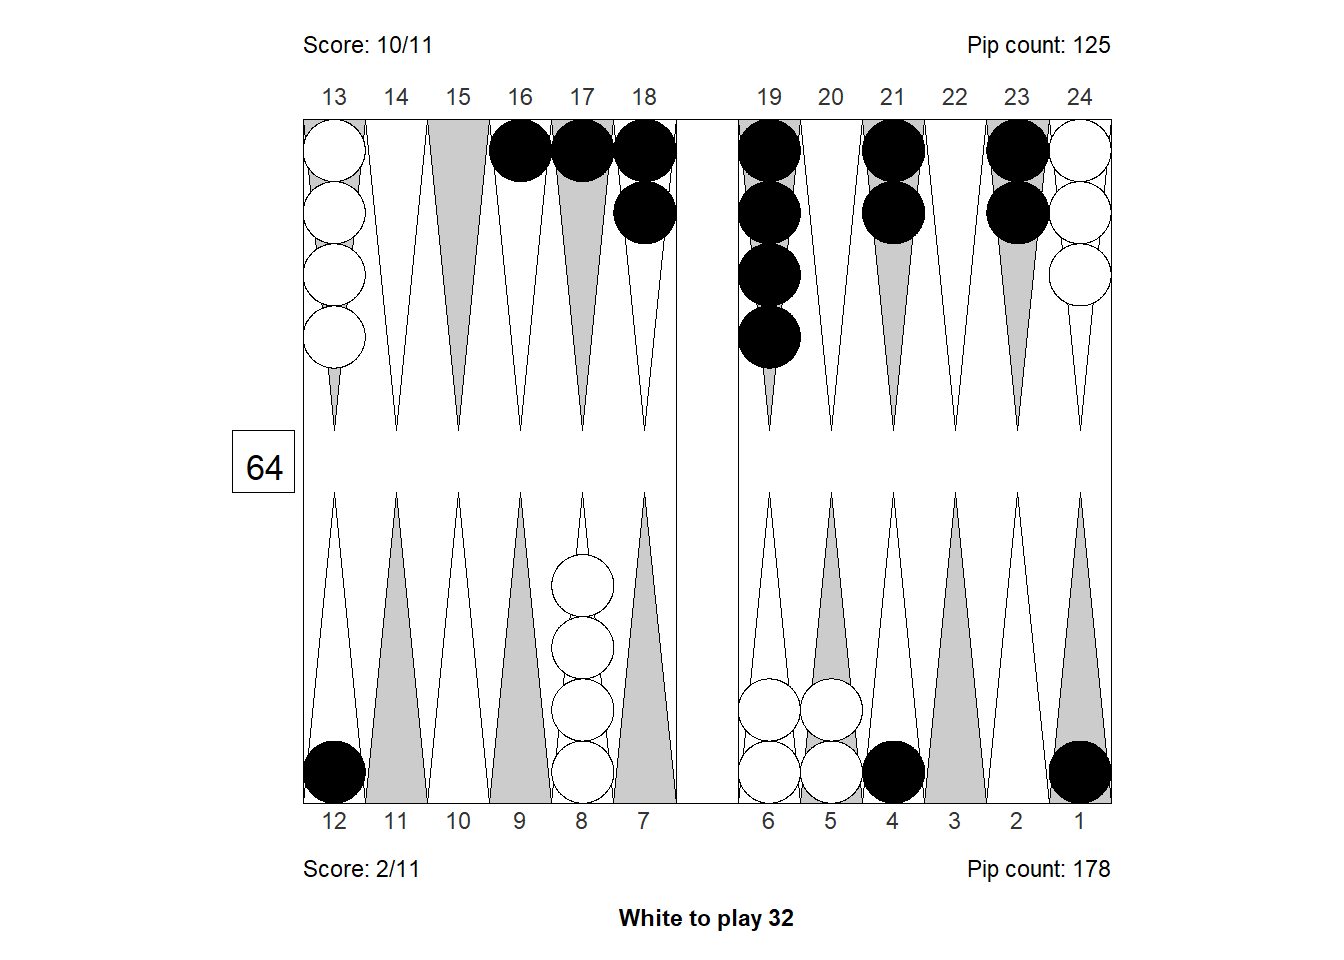 Score: 10/11 Pip count: 125
13 14 15 16 17 18 19 20 21 22 23 24
64
12 11 10 9 8 7 6 5 4 3 2 1
Score: 2/11 Pip count: 178
White to play 32